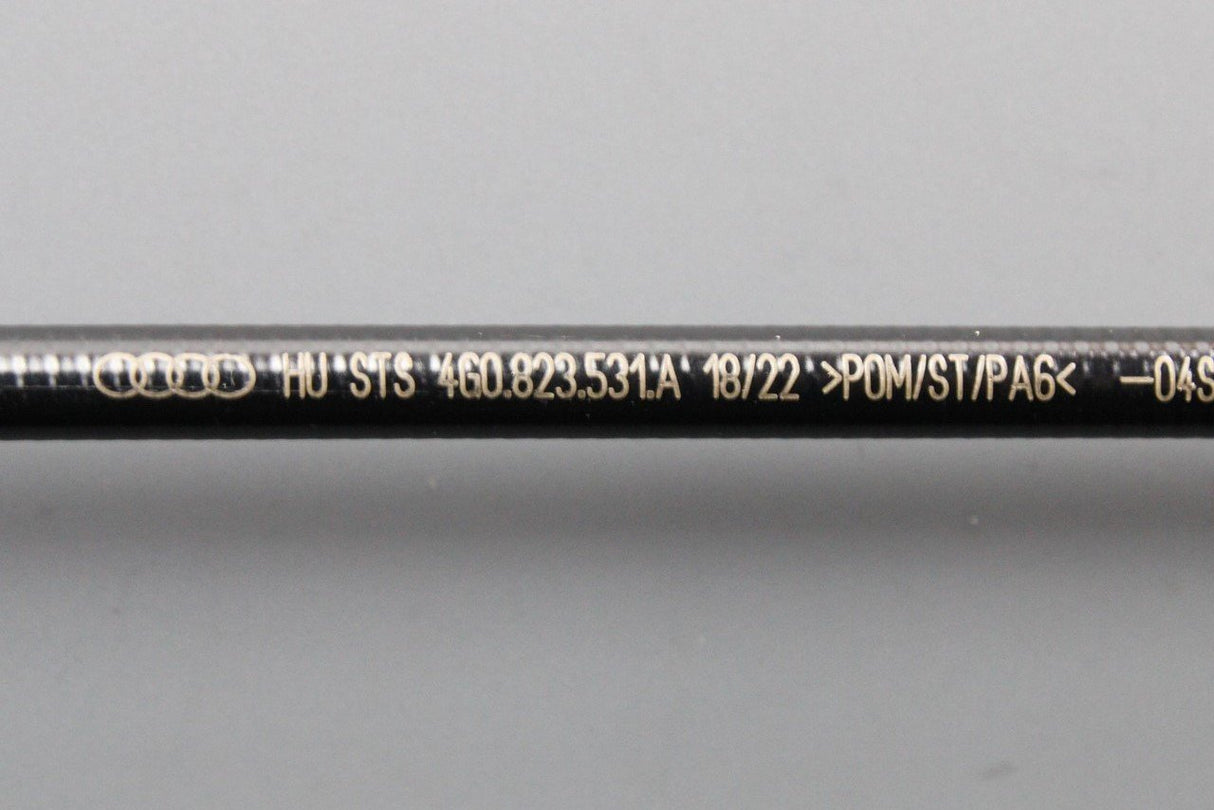 HU STS 4G0.823.531.A 18/22 >POM/ST/PA6< –04S